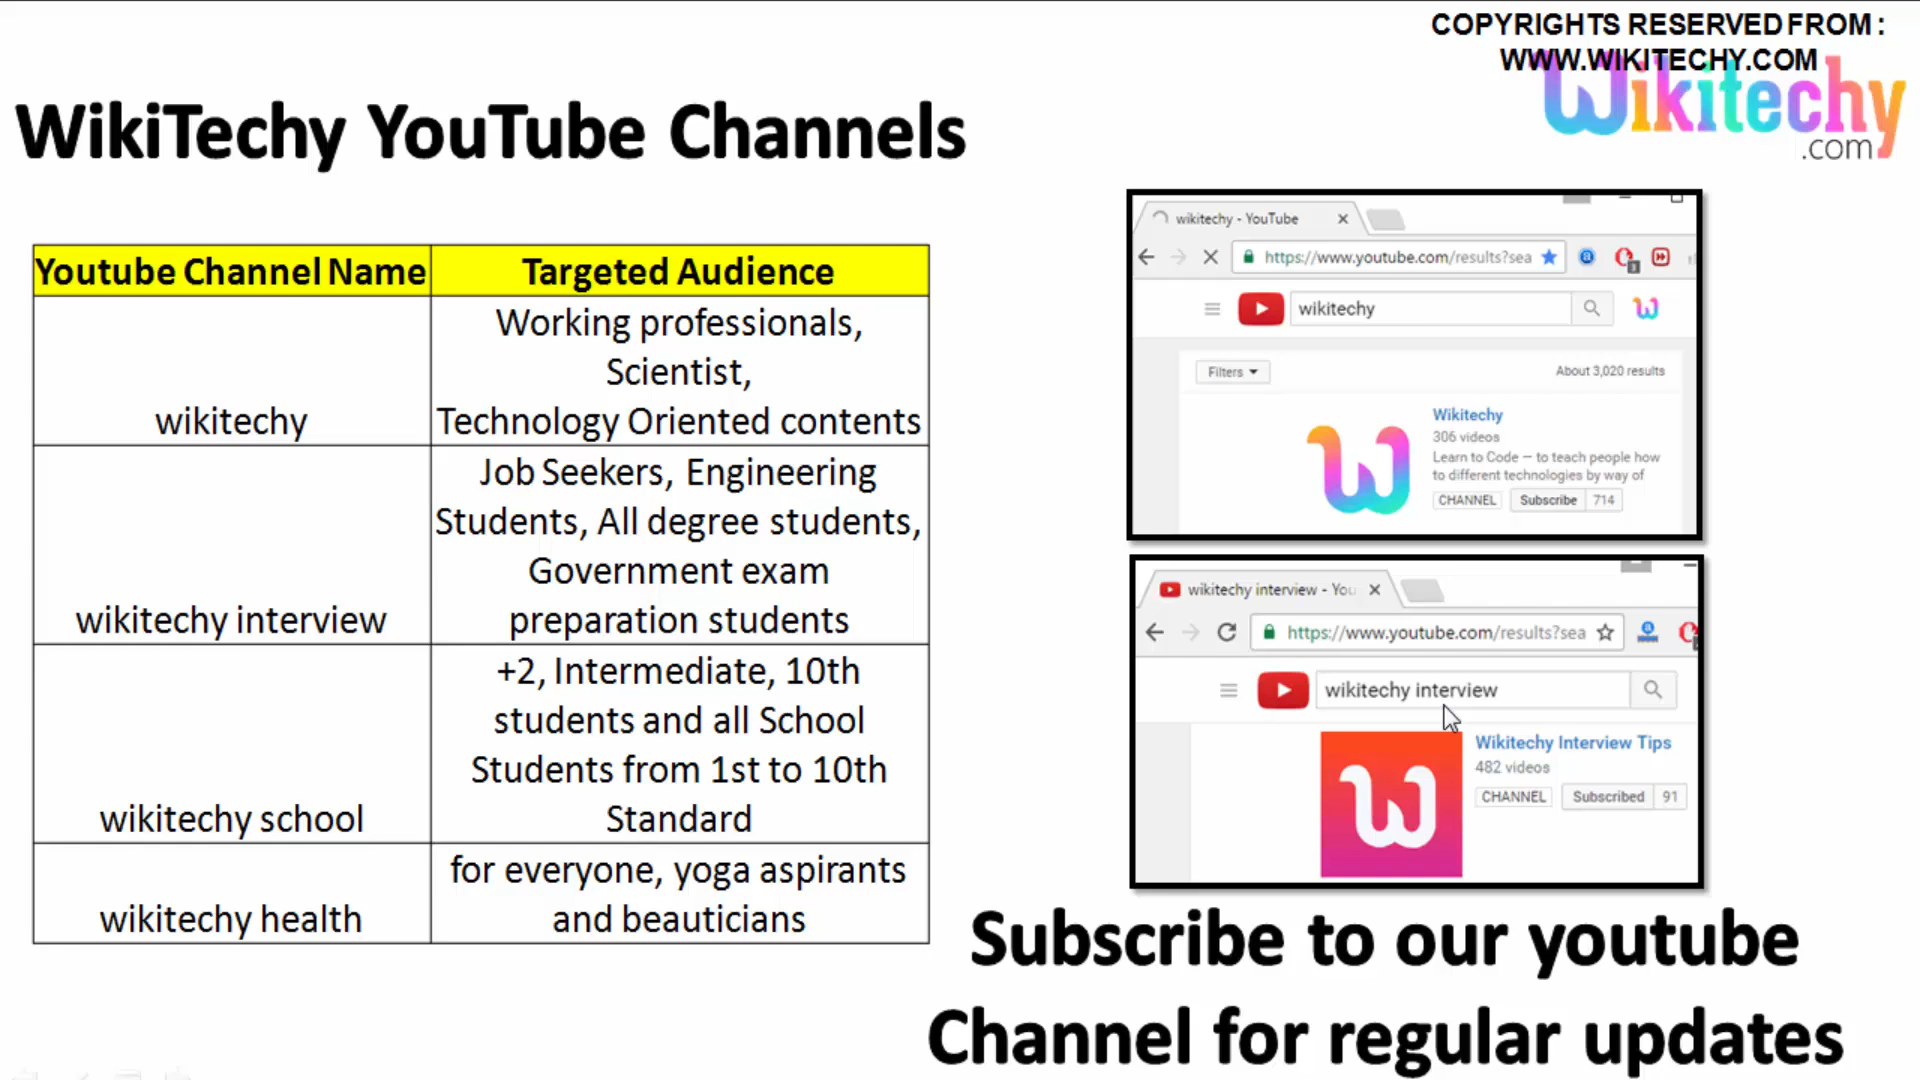 COPYRIGHTS RESERVED FROM :
WWW.WIKITECHY.COM
Wikitechy
.com
WikiTechy YouTube Channels
Youtube Channel Name
Targeted Audience
wikitechy
Working professionals,
Scientist,
Technology Oriented contents
wikitechy interview
Job Seekers, Engineering
Students, All degree students,
Government exam
preparation students
wikitechy school
+2, Intermediate, 10th
students and all School
Students from 1st to 10th
Standard
wikitechy health
for everyone, yoga aspirants
and beauticians
wikitechy - YouTube
https://www.youtube.com/results?sea
3
wikitechy
Filters
About 3,020 results
Wikitechy
306 videos
Learn to Code — to teach people how
to different technologies by way of
CHANNEL Subscribe 714
wikitechy interview - You
https://www.youtube.com/results?sea
wikitechy interview
Wikitechy Interview Tips
482 videos
CHANNEL Subscribed 91
Subscribe to our youtube
Channel for regular updates